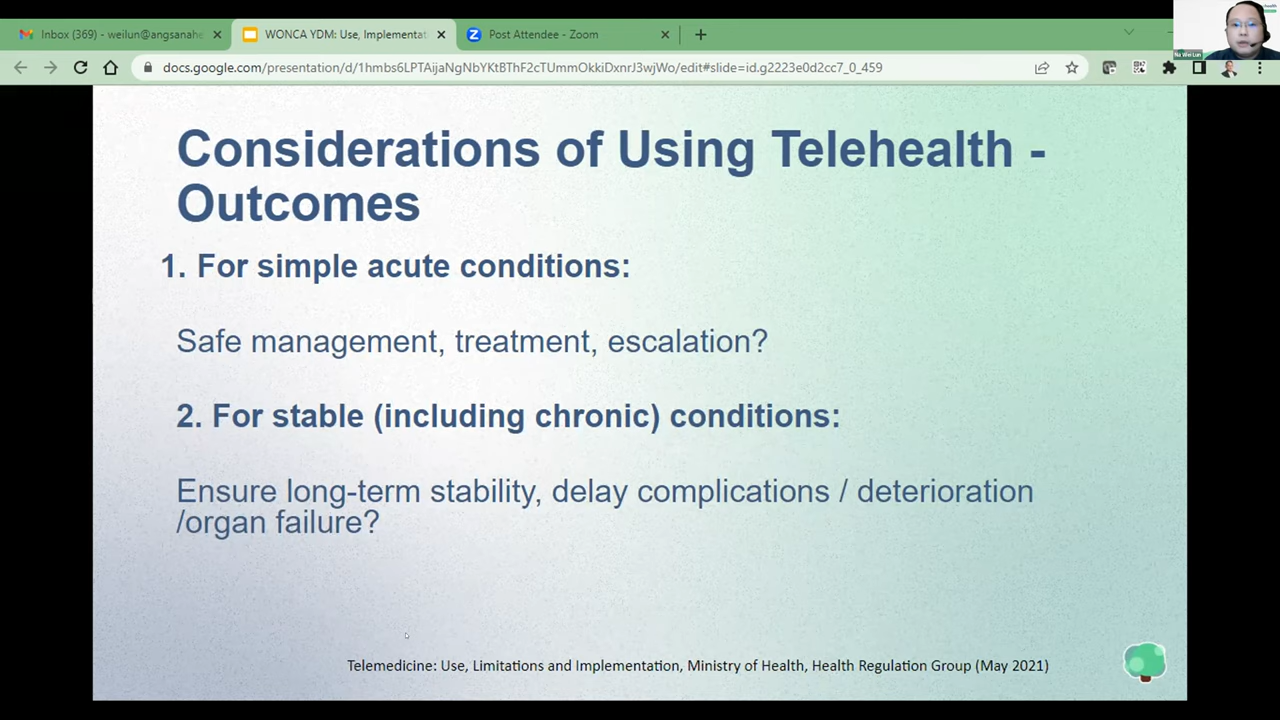 Inbox (369) - weilun@angsanahe
WONCA YDM: Use, Implementat
Post Attendee - Zoom
docs.google.com/presentation/d/1hmbs6LPTAijaNgNbYKtBThF2cTUnmOkkiDxnrJ3wjWo/edit#slide=id.g2223e0d2cc7_0_459
Considerations of Using Telehealth -
Outcomes
1. For simple acute conditions:
Safe management, treatment, escalation?
2. For stable (including chronic) conditions:
Ensure long-term stability, delay complications / deterioration
/organ failure?
Telemedicine: Use, Limitations and Implementation, Ministry of Health, Health Regulation Group (May 2021)